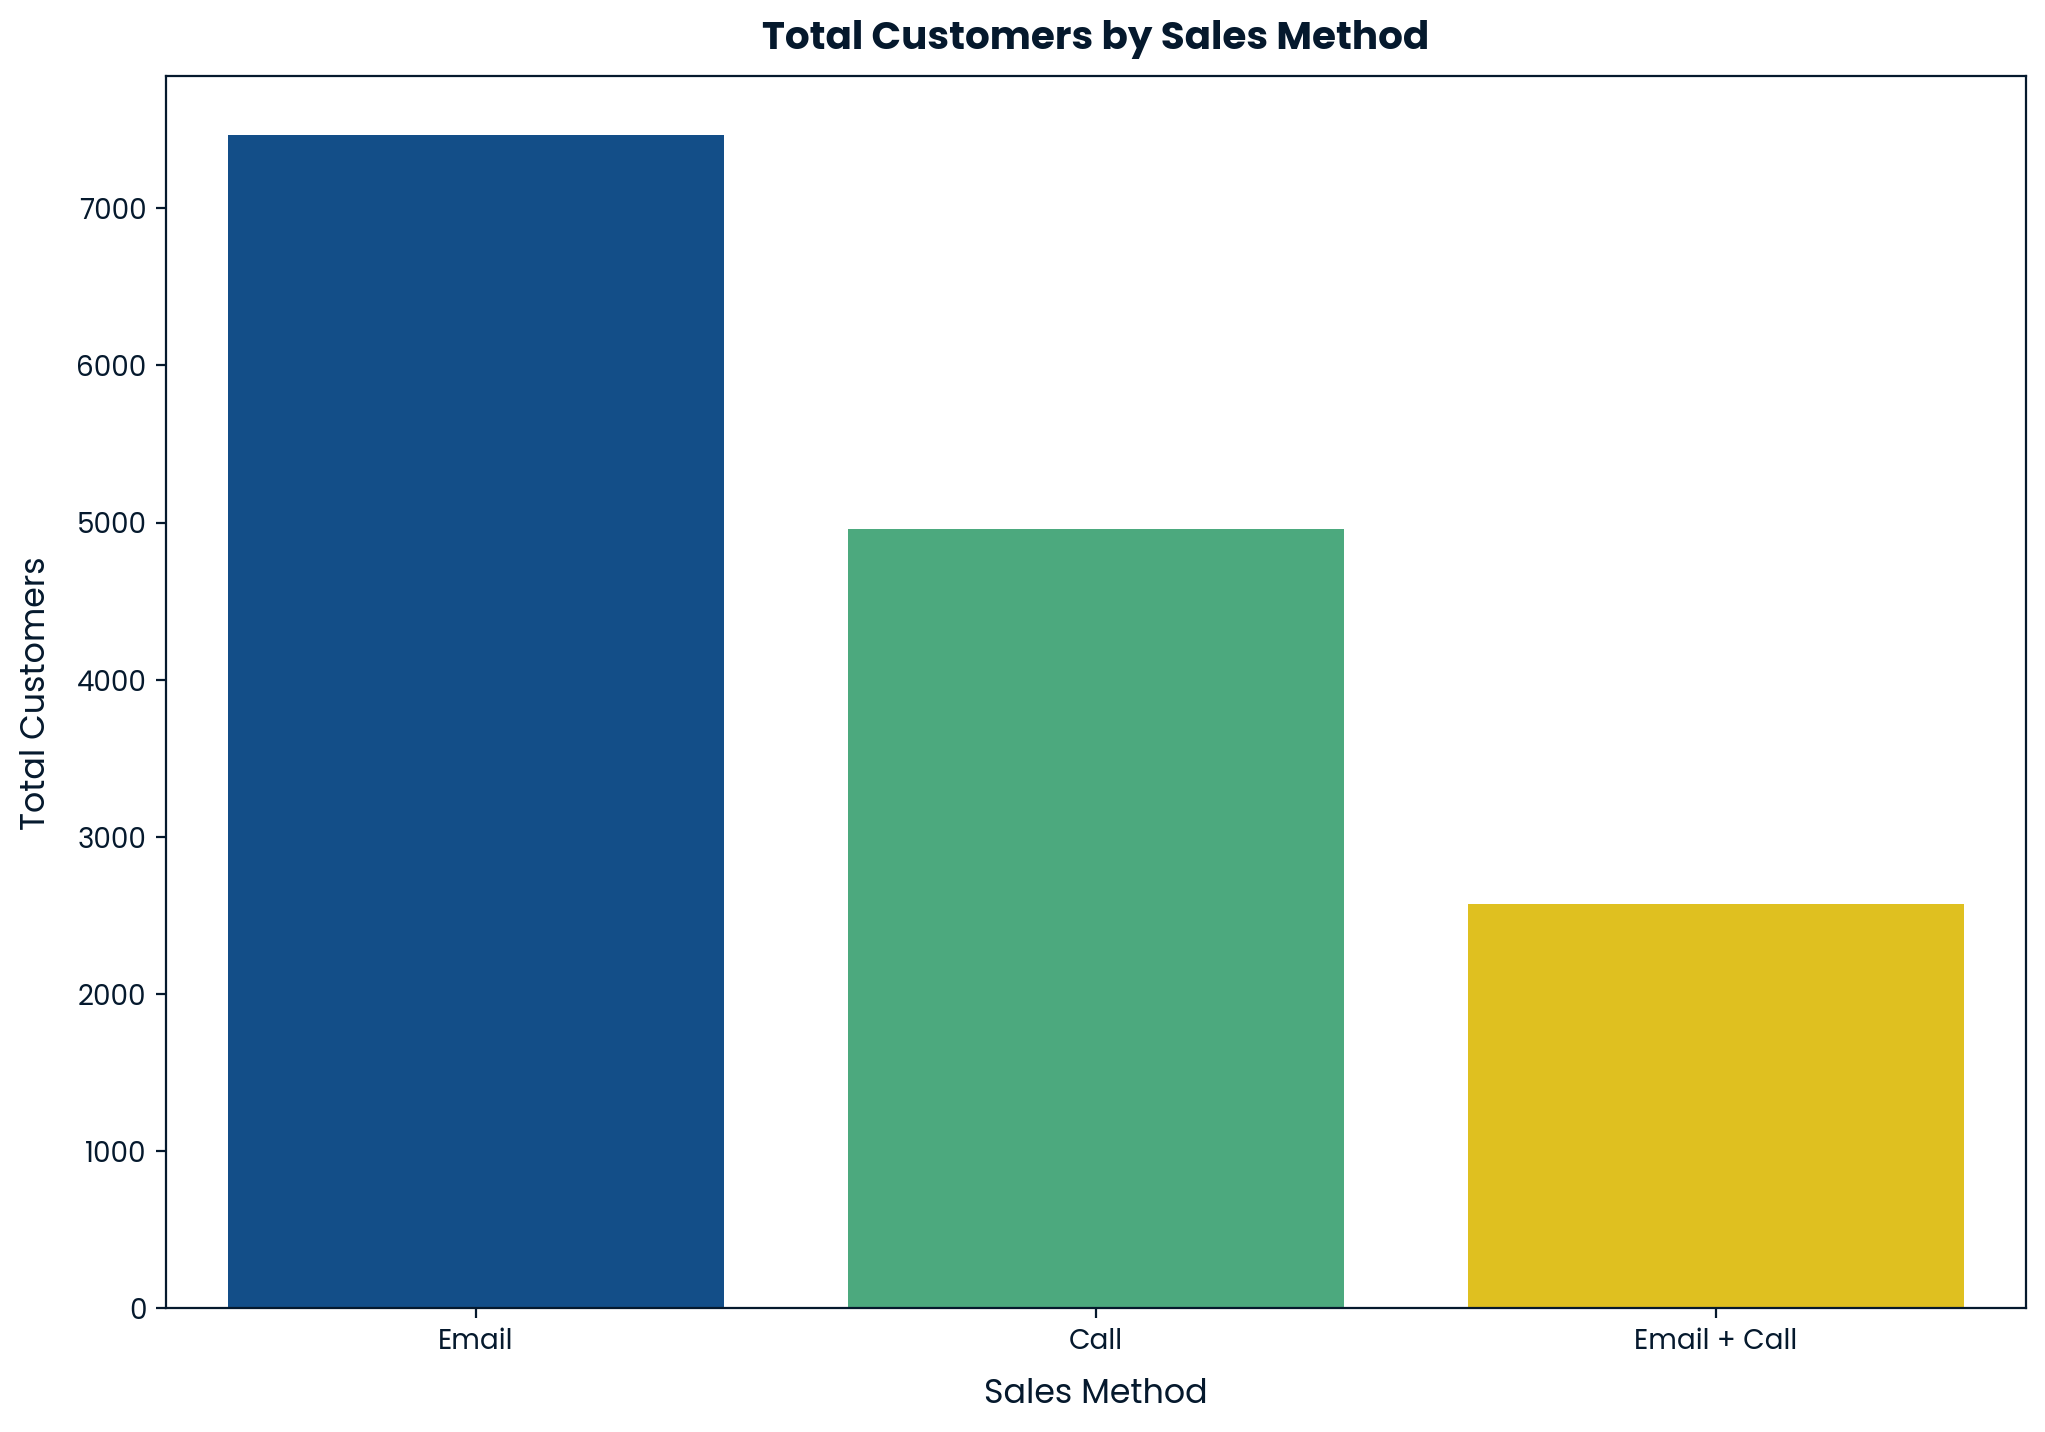 Total Customers by Sales Method
Total Customers
7000
6000
5000
4000
3000
2000
1000
0
Email
Call
Email + Call
Sales Method